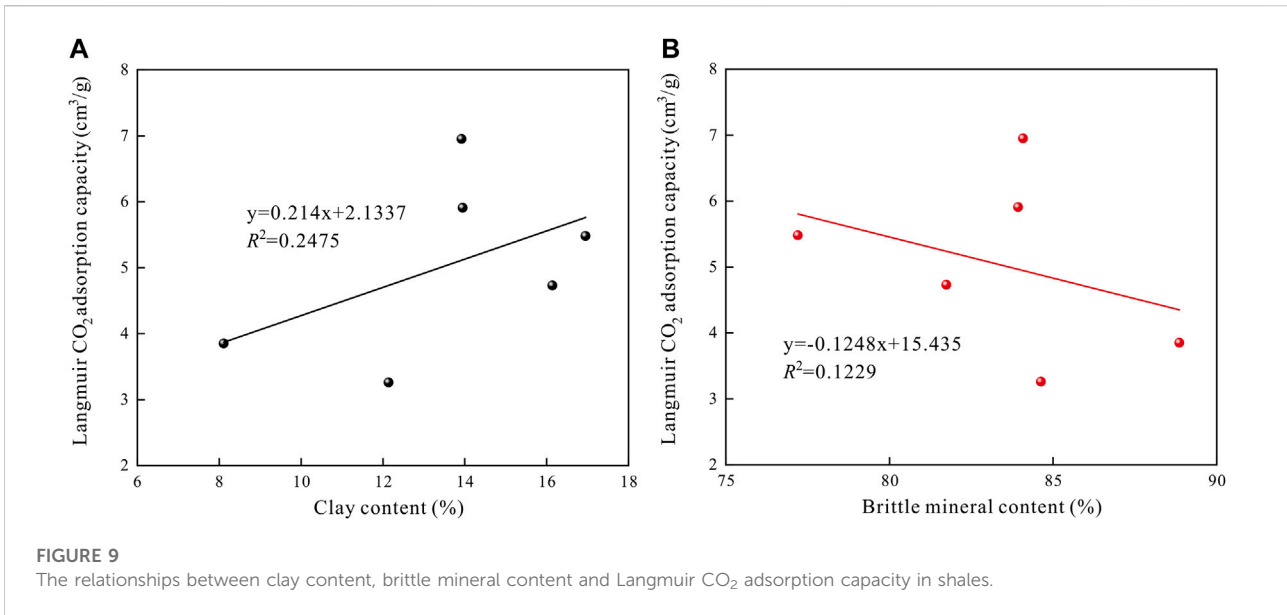 A
Langmuir CO₂ adsorption capacity (cm³/g)
8
7
6
5
4
3
2
y=0.214x+2.1337
R²=0.2475
6 8 10 12 14 16 18
Clay content (%)
B
Langmuir CO₂ adsorption capacity (cm³/g)
8
7
6
5
4
3
2
y=-0.1248x+15.435
R²=0.1229
75 80 85 90
Brittle mineral content (%)
FIGURE 9
The relationships between clay content, brittle mineral content and Langmuir CO₂ adsorption capacity in shales.